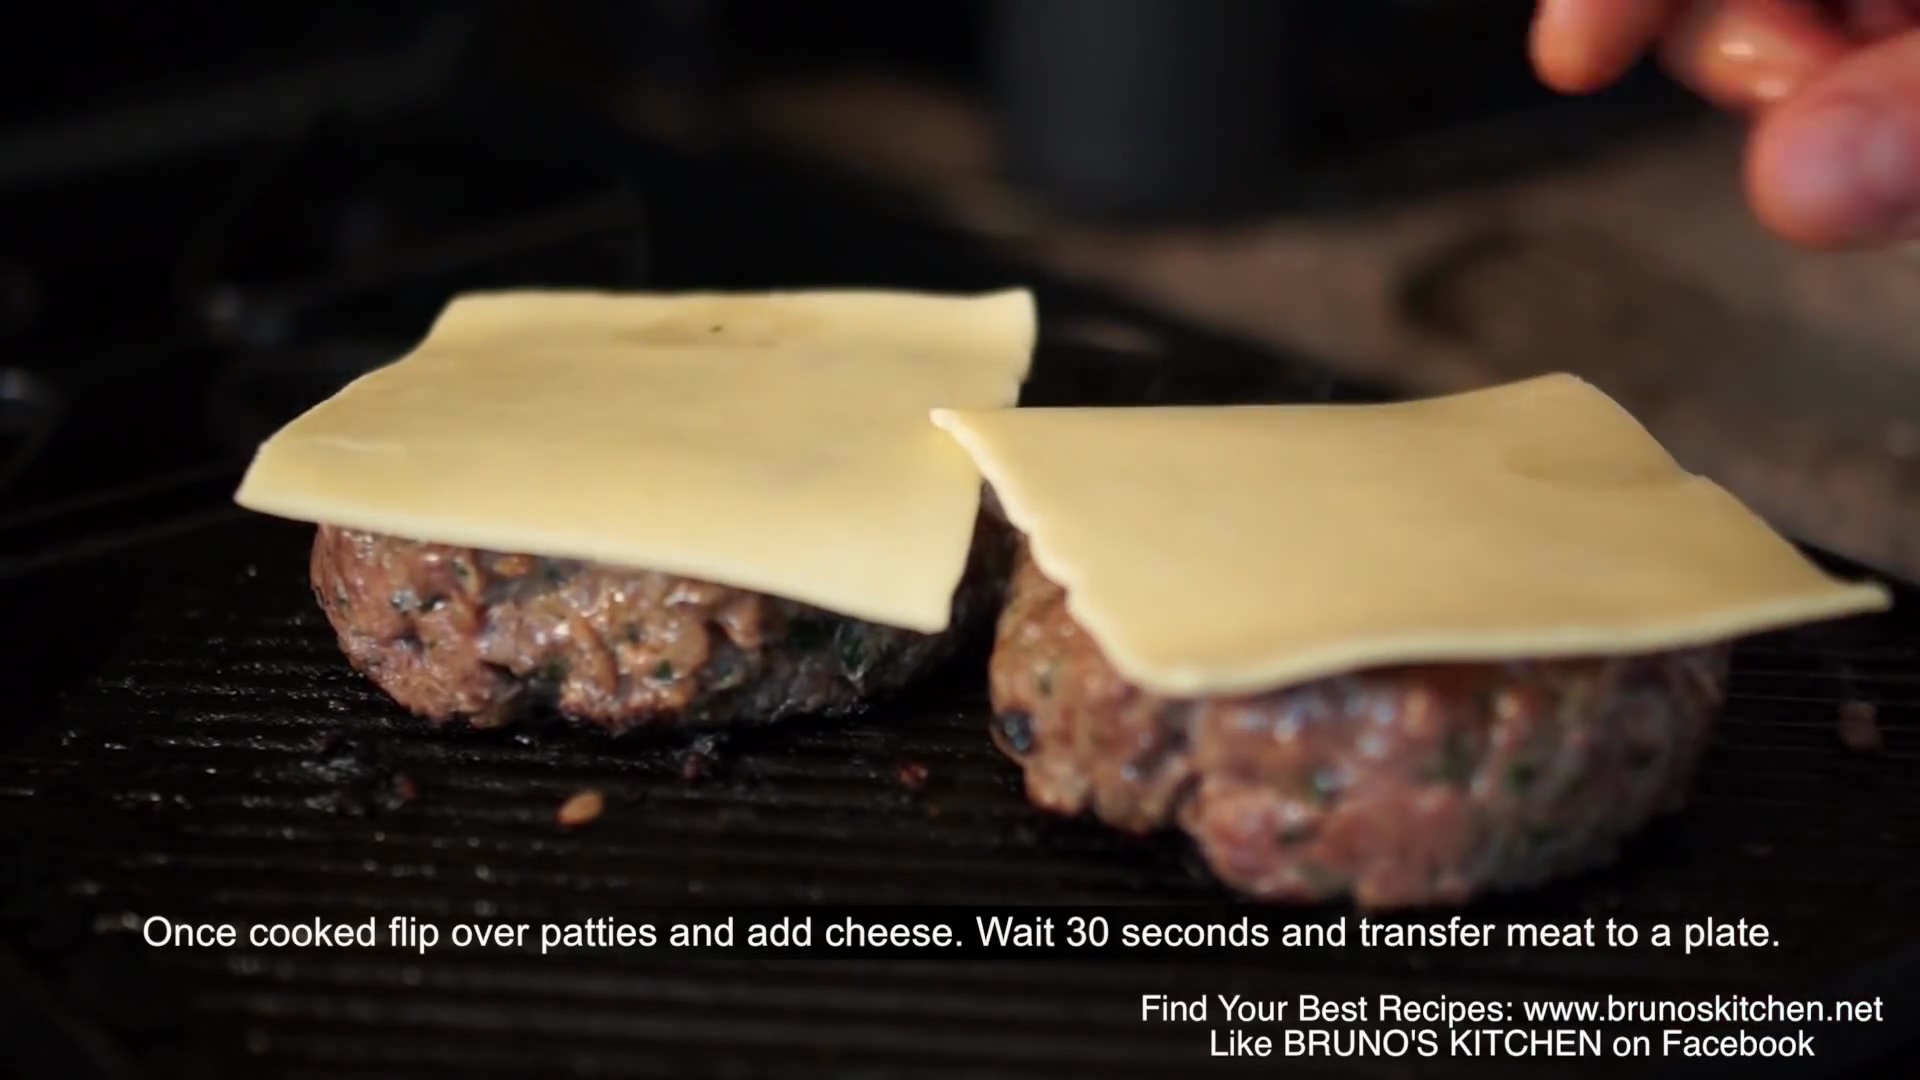 Once cooked flip over patties and add cheese. Wait 30 seconds and transfer meat to a plate.
Find Your Best Recipes: www.brunoskitchen.net
Like BRUNO'S KITCHEN on Facebook